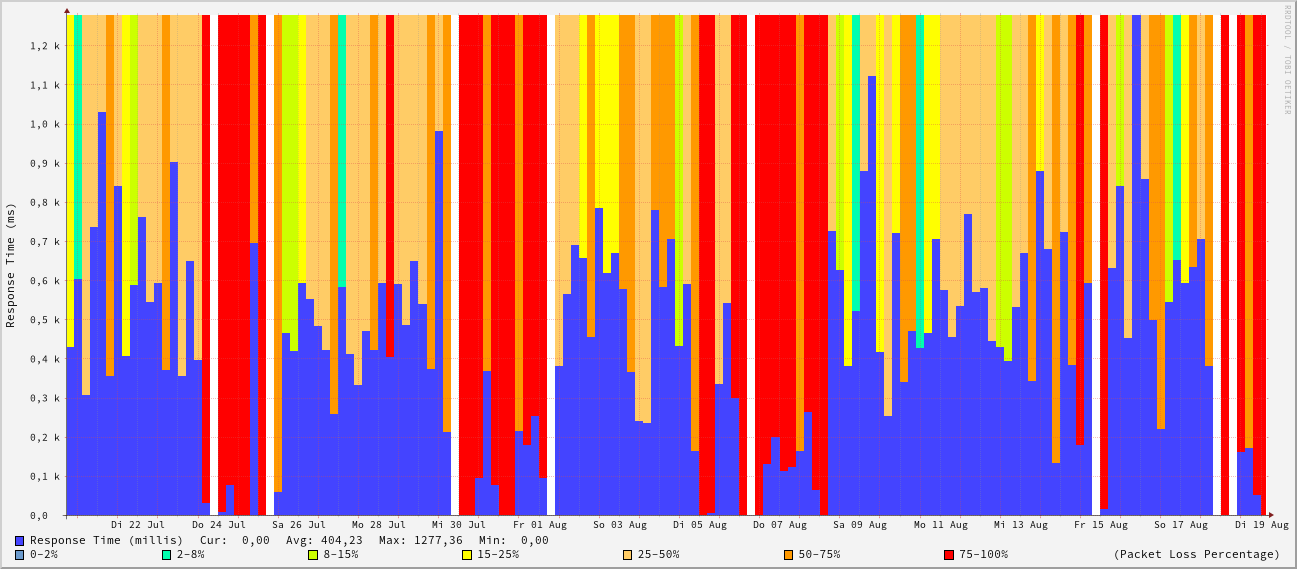 RRDTOOL / TOBI OETIKER
Response Time (ms)
1,2 k
1,1 k
1,0 k
0,9 k
0,8 k
0,7 k
0,6 k
0,5 k
0,4 k
0,3 k
0,2 k
0,1 k
0,0
Di 22 Jul Do 24 Jul Sa 26 Jul Mo 28 Jul Mi 30 Jul Fr 01 Aug So 03 Aug Di 05 Aug Do 07 Aug Sa 09 Aug Mo 11 Aug Mi 13 Aug Fr 15 Aug So 17 Aug Di 19 Aug
Response Time (millis) Cur: 0,00 Avg: 404,23 Max: 1277,36 Min: 0,00
0-2% 2-8% 8-15% 15-25% 25-50% 50-75% 75-100% (Packet Loss Percentage)